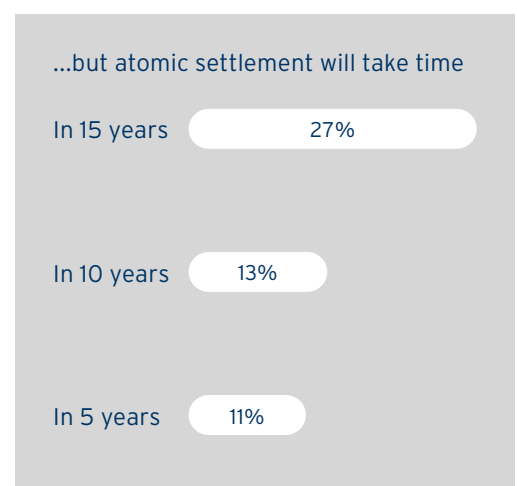 ...but atomic settlement will take time
In 15 years 27%
In 10 years 13%
In 5 years 11%